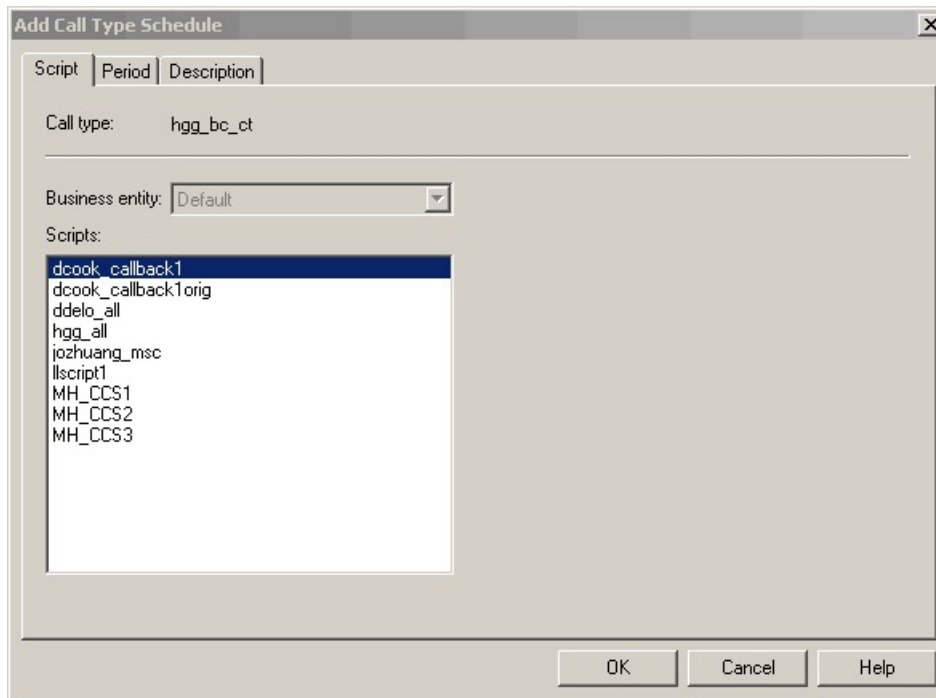 Add Call Type Schedule
Script Period Description
Call type: hgg_bc_ct
Business entity: Default
Scripts:
dcook_callback1
dcook_callback1orig
ddelo_all
hgg_all
jozhuang_msc
llscript1
MH_CCS1
MH_CCS2
MH_CCS3
OK Cancel Help